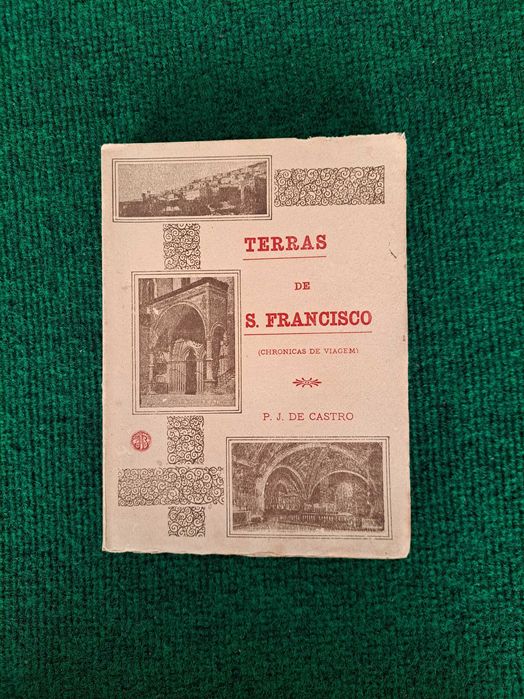 TERRAS
DE
S. FRANCISCO
(CHRONICAS DE VIAGEM)
P. J. DE CASTRO